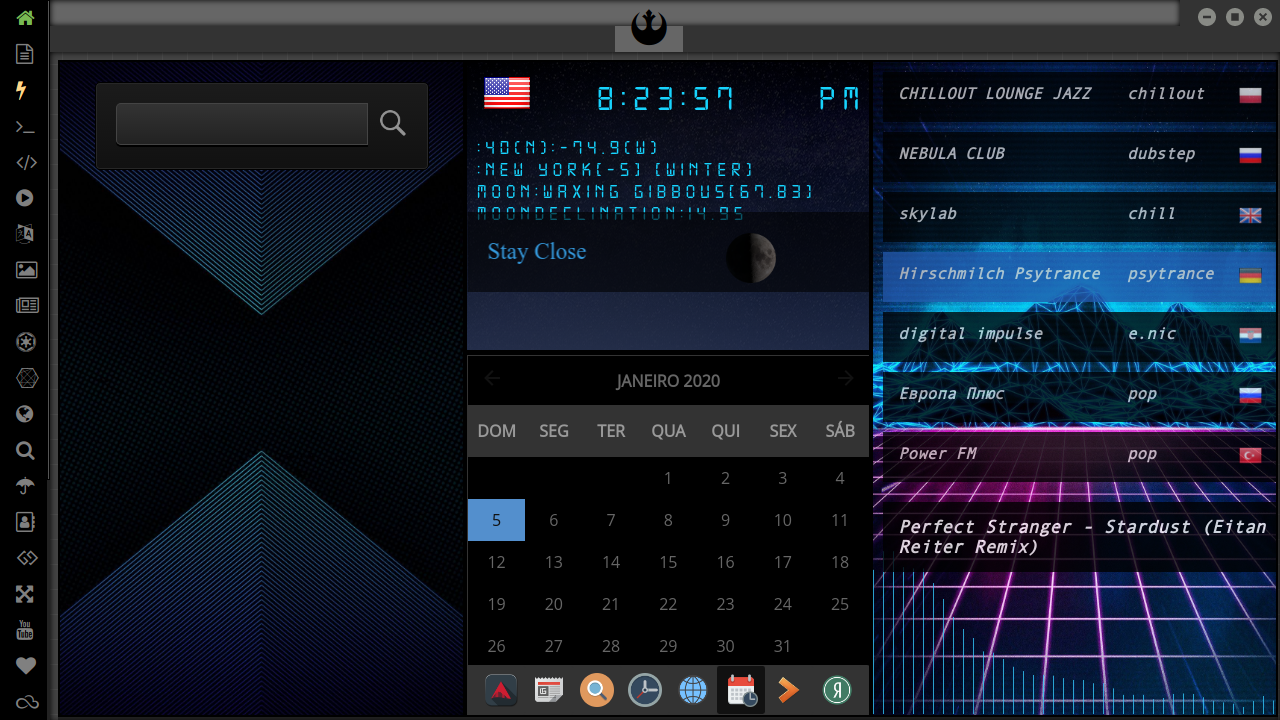 8:23:57 PM
:40(N):-74.9(W)
:NEW YORK[-5] [WINTER]
MOON:WAXING GIBBOUS[67.83]
MOONDECLINATION:14.95
Stay Close
JANEIRO 2020
DOM SEG TER QUA QUI SEX SÁB
1 2 3 4
5 6 7 8 9 10 11
12 13 14 15 16 17 18
19 20 21 22 23 24 25
26 27 28 29 30 31
CHILLOUT LOUNGE JAZZ chillout
NEBULA CLUB dubstep
skylab chill
Hirschmilch Psytrance psytrance
digital impulse e.nic
Европа Плюс pop
Power FM pop
Perfect Stranger - Stardust (Eitan
Reiter Remix)
You
Tube
Я